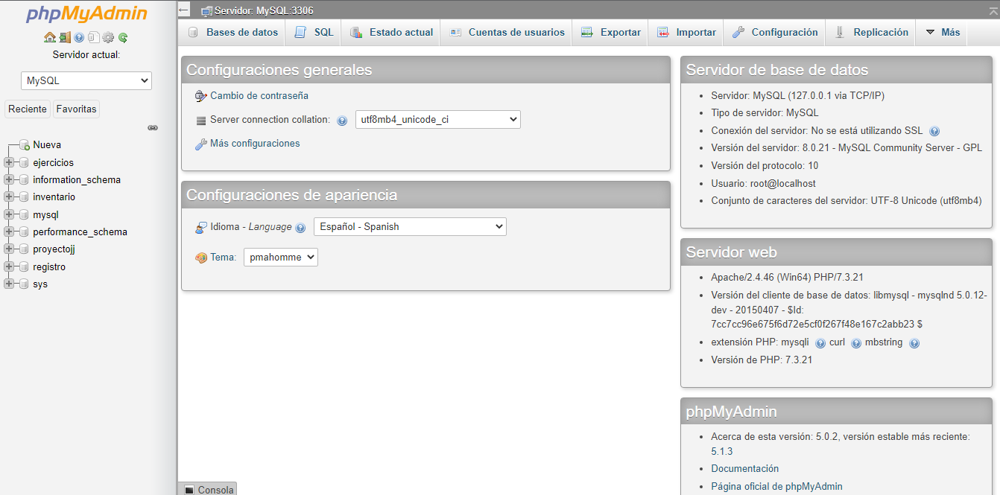 phpMyAdmin
Servidor actual:
MySQL
Reciente Favoritas
Nueva
ejercicios
information_schema
inventario
mysql
performance_schema
proyectojj
registro
sys
Servidor: MySQL:3306
Bases de datos SQL Estado actual Cuentas de usuarios Exportar Importar Configuración Replicación Más
Configuraciones generales
Cambio de contraseña
Server connection collation: utf8mb4_unicode_ci
Más configuraciones
Configuraciones de apariencia
Idioma - Language Español - Spanish
Tema: pmahomme
Servidor de base de datos
Servidor: MySQL (127.0.0.1 via TCP/IP)
Tipo de servidor: MySQL
Conexión del servidor: No se está utilizando SSL
Versión del servidor: 8.0.21 - MySQL Community Server - GPL
Versión del protocolo: 10
Usuario: root@localhost
Conjunto de caracteres del servidor: UTF-8 Unicode (utf8mb4)
Servidor web
Apache/2.4.46 (Win64) PHP/7.3.21
Versión del cliente de base de datos: libmysql - mysqlnd 5.0.12-
dev - 20150407 - $Id:
7cc7cc96e675f6d72e5cf0f267f48e167c2abb23 $
extensión PHP: mysqli curl mbstring
Versión de PHP: 7.3.21
phpMyAdmin
Acerca de esta versión: 5.0.2, versión estable más reciente:
5.1.3
Documentación
Página oficial de phpMyAdmin
Consola